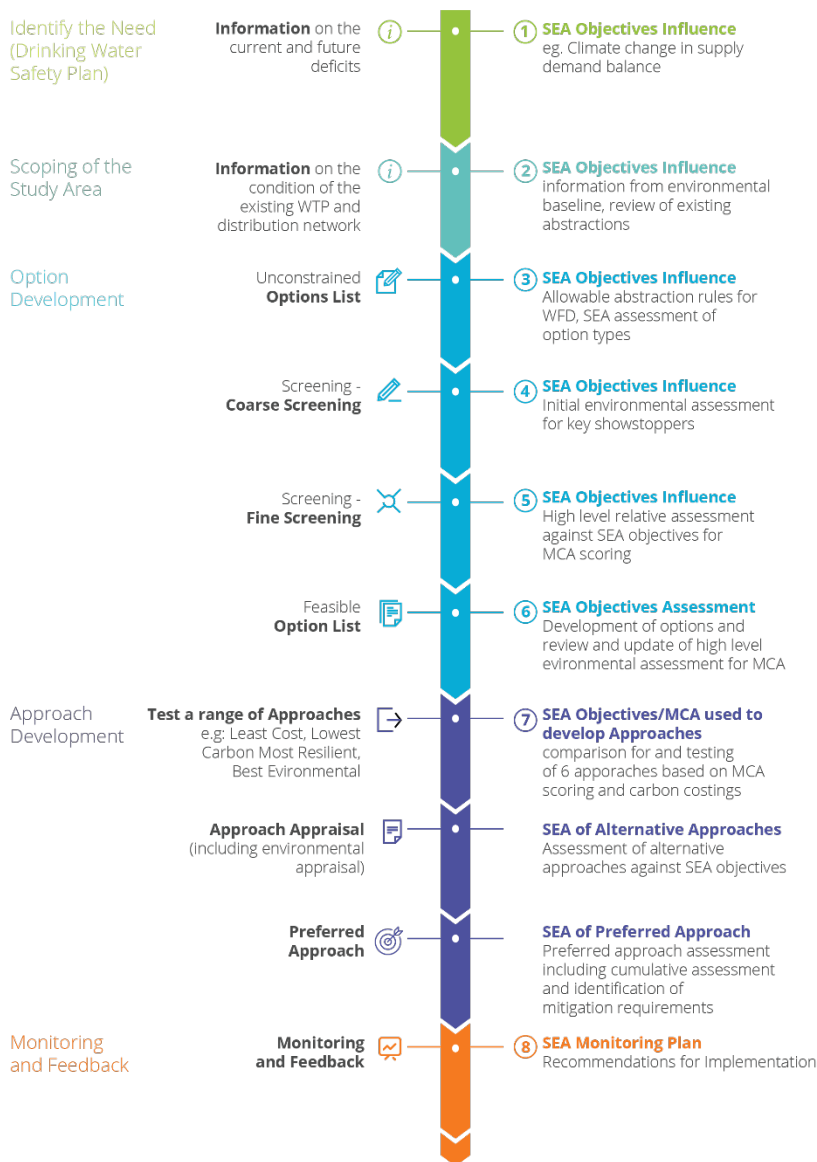 Identify the Need
(Drinking Water
Safety Plan)
Information on the
current and future
deficits
1 SEA Objectives Influence
eg. Climate change in supply
demand balance
Scoping of the
Study Area
Information on the
condition of the
existing WTP and
distribution network
2 SEA Objectives Influence
information from environmental
baseline, review of existing
abstractions
Option
Development
Unconstrained
Options List
3 SEA Objectives Influence
Allowable abstraction rules for
WFD, SEA assessment of
option types
Screening -
Coarse Screening
4 SEA Objectives Influence
Initial environmental assessment
for key showstoppers
Screening -
Fine Screening
5 SEA Objectives Influence
High level relative assessment
against SEA objectives for
MCA scoring
Feasible
Option List
6 SEA Objectives Assessment
Development of options and
review and update of high level
evironmental assessment for MCA
Approach
Development
Test a range of Approaches
e.g: Least Cost, Lowest
Carbon Most Resilient,
Best Evironmental
7 SEA Objectives/MCA used to
develop Approaches
comparison for and testing
of 6 apporaches based on MCA
scoring and carbon costings
Approach Appraisal
(including environmental
appraisal)
SEA of Alternative Approaches
Assessment of alternative
approaches against SEA objectives
Preferred
Approach
SEA of Preferred Approach
Preferred approach assessment
including cumulative assessment
and identification of
mitigation requirements
Monitoring
and Feedback
Monitoring
and Feedback
8 SEA Monitoring Plan
Recommendations for Implementation